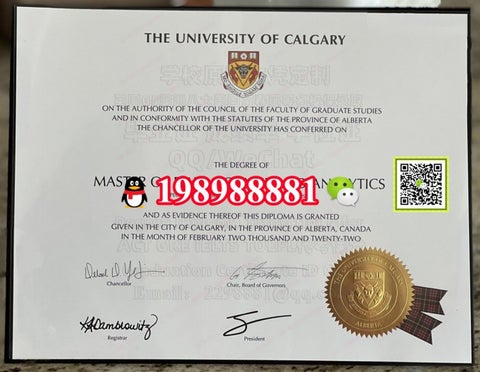 THE UNIVERSITY OF CALGARY
ON THE AUTHORITY OF THE COUNCIL OF THE FACULTY OF GRADUATE STUDIES
AND IN CONFORMITY WITH THE STATUTES OF THE PROVINCE OF ALBERTA
THE CHANCELLOR OF THE UNIVERSITY HAS CONFERRED ON
QQ/WeChat
THE DEGREE OF
MASTER
198988881
AND AS EVIDENCE THEREOF THIS DIPLOMA IS GRANTED
GIVEN IN THE CITY OF CALGARY, IN THE PROVINCE OF ALBERTA, CANADA
IN THE MONTH OF FEBRUARY TWO THOUSAND AND TWENTY-TWO
Chancellor
Chair, Board of Governors
Registrar
President
ALBERTA